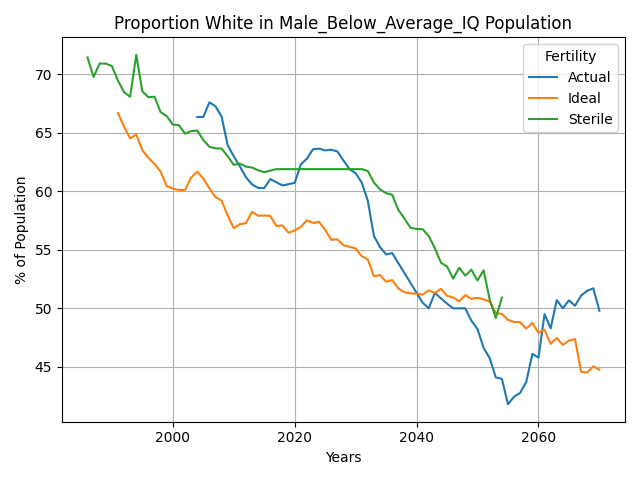 Proportion White in Male_Below_Average_IQ Population
Fertility
Actual
Ideal
Sterile
% of Population
70
65
60
55
50
45
2000
2020
2040
2060
Years